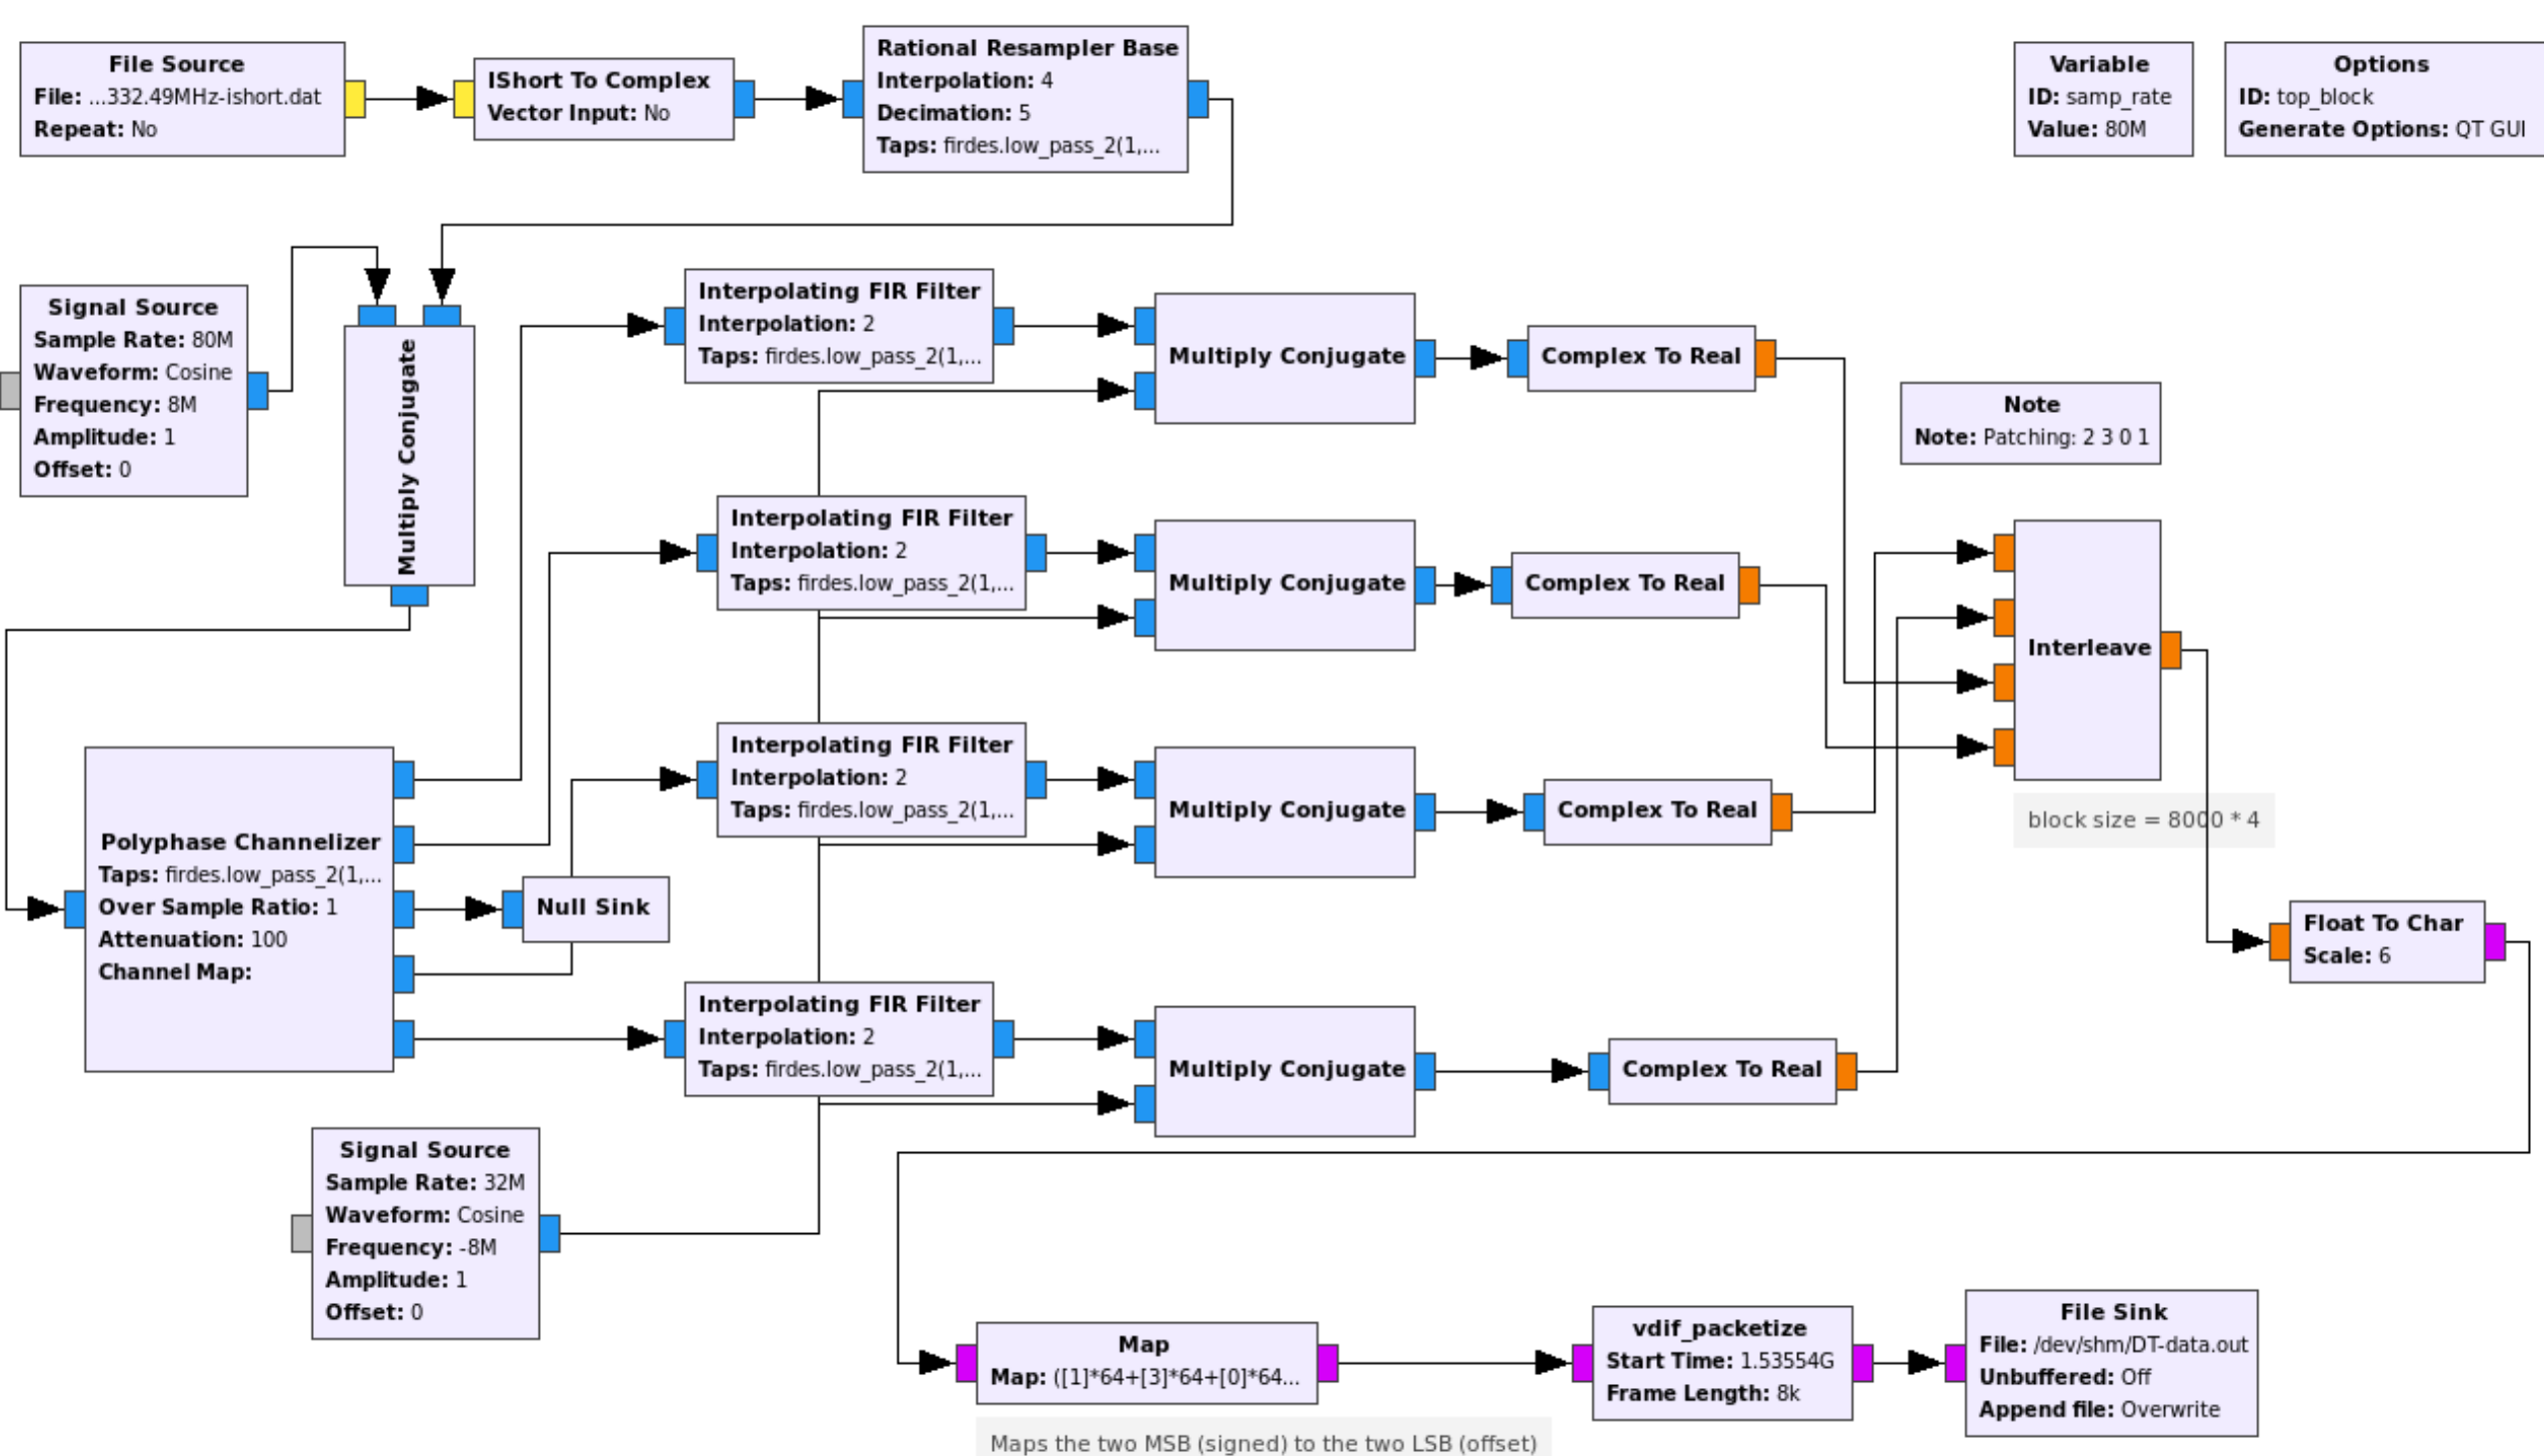 File Source
File: ...332.49MHz-ishort.dat
Repeat: No
IShort To Complex
Vector Input: No
Rational Resampler Base
Interpolation: 4
Decimation: 5
Taps: firdes.low_pass_2(1,...
Variable
ID: samp_rate
Value: 80M
Options
ID: top_block
Generate Options: QT GUI
Signal Source
Sample Rate: 80M
Waveform: Cosine
Frequency: 8M
Amplitude: 1
Offset: 0
Multiply Conjugate
Interpolating FIR Filter
Interpolation: 2
Taps: firdes.low_pass_2(1,...
Multiply Conjugate
Complex To Real
Note
Note: Patching: 2 3 0 1
Interpolating FIR Filter
Interpolation: 2
Taps: firdes.low_pass_2(1,...
Multiply Conjugate
Complex To Real
Interleave
block size = 8000 * 4
Interpolating FIR Filter
Interpolation: 2
Taps: firdes.low_pass_2(1,...
Multiply Conjugate
Complex To Real
Polyphase Channelizer
Taps: firdes.low_pass_2(1,...
Over Sample Ratio: 1
Attenuation: 100
Channel Map:
Null Sink
Float To Char
Scale: 6
Interpolating FIR Filter
Interpolation: 2
Taps: firdes.low_pass_2(1,...
Multiply Conjugate
Complex To Real
Signal Source
Sample Rate: 32M
Waveform: Cosine
Frequency: -8M
Amplitude: 1
Offset: 0
Map
Map: ([1]*64+[3]*64+[0]*64...
Maps the two MSB (signed) to the two LSB (offset)
vdif_packetize
Start Time: 1.53554G
Frame Length: 8k
File Sink
File: /dev/shm/DT-data.out
Unbuffered: Off
Append file: Overwrite